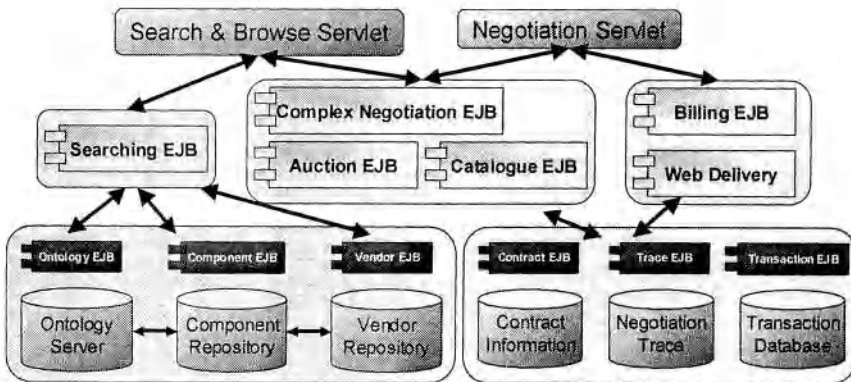 Search & Browse Servlet
Negotiation Servlet
Complex Negotiation EJB
Billing EJB
Searching EJB
Auction EJB
Catalogue EJB
Web Delivery
Ontology EJB
Component EJB
Vendor EJB
Contract EJB
Trace EJB
Transaction EJB
Ontology
Server
Component
Repository
Vendor
Repository
Contract
Information
Negotiation
Trace
Transaction
Database